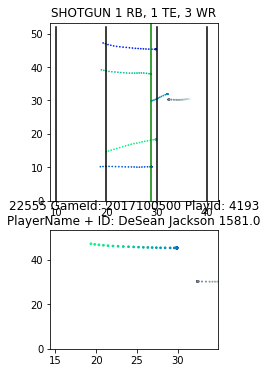 SHOTGUN 1 RB, 1 TE, 3 WR
50
40
30
20
10
0
10 20 30 40
22555 GameId: 2017100500 PlayId: 4193
PlayerName + ID: DeSean Jackson 1581.0
40
20
0
15 20 25 30